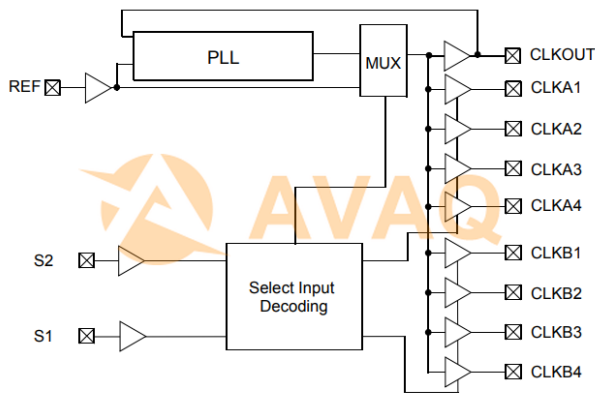 PLL
MUX
REF
CLKOUT
CLKA1
CLKA2
CLKA3
CLKA4
AVAQ
S2
S1
Select Input
Decoding
CLKB1
CLKB2
CLKB3
CLKB4